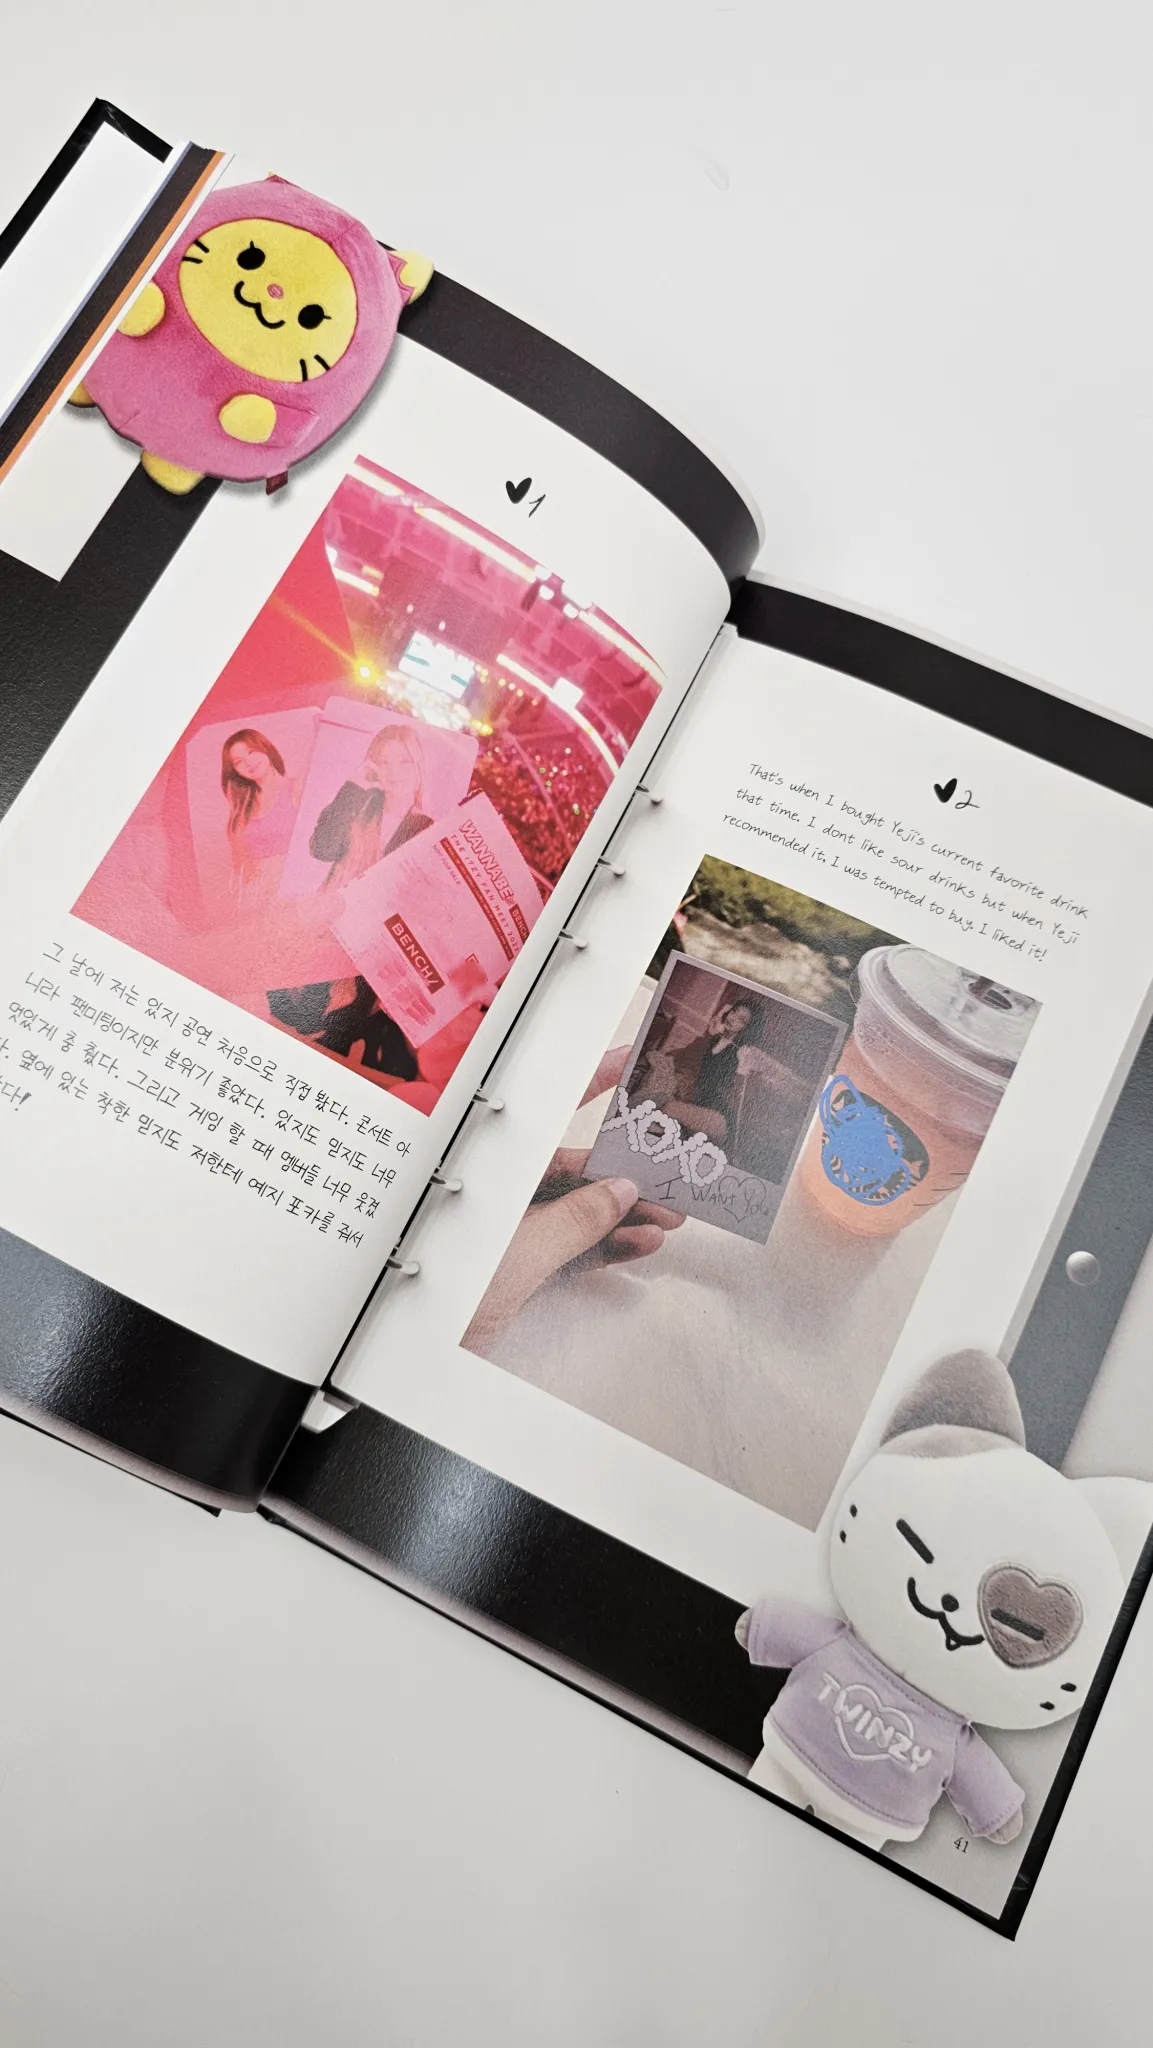 1
WANNABE
THE ITZY FAN MEET 2022
BENCH/
그 날에 저는 있지 공연 처음으로 직접 봤다. 콘서트 아
니라 팬미팅이지만 분위기 좋았다. 있지도 믿지도 너무
멋있게 춤 췄다. 그리고 게임 할 때 멤버들 너무 웃겼
다. 옆에 있는 착한 믿지도 저한테 예지 포카를 줘서
2
That's when I bought Yeji's current favorite drink
that time. I dont like sour drinks but when Yeji
recommended it, I was tempted to buy. I liked it!
XOXO
I WANT You
TWINZY
41